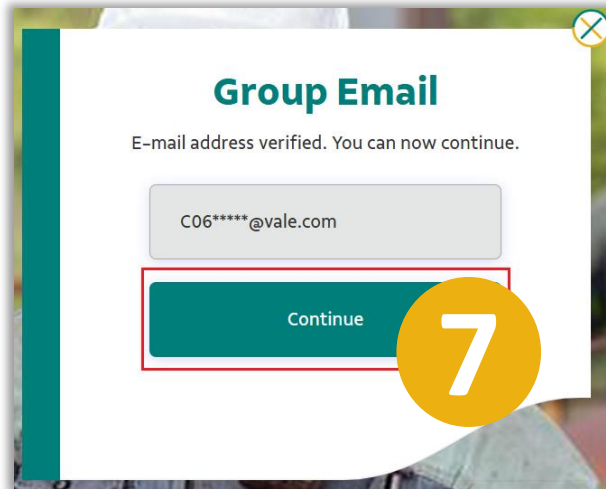 Group Email
E-mail address verified. You can now continue.
C06*****@vale.com
Continue
7